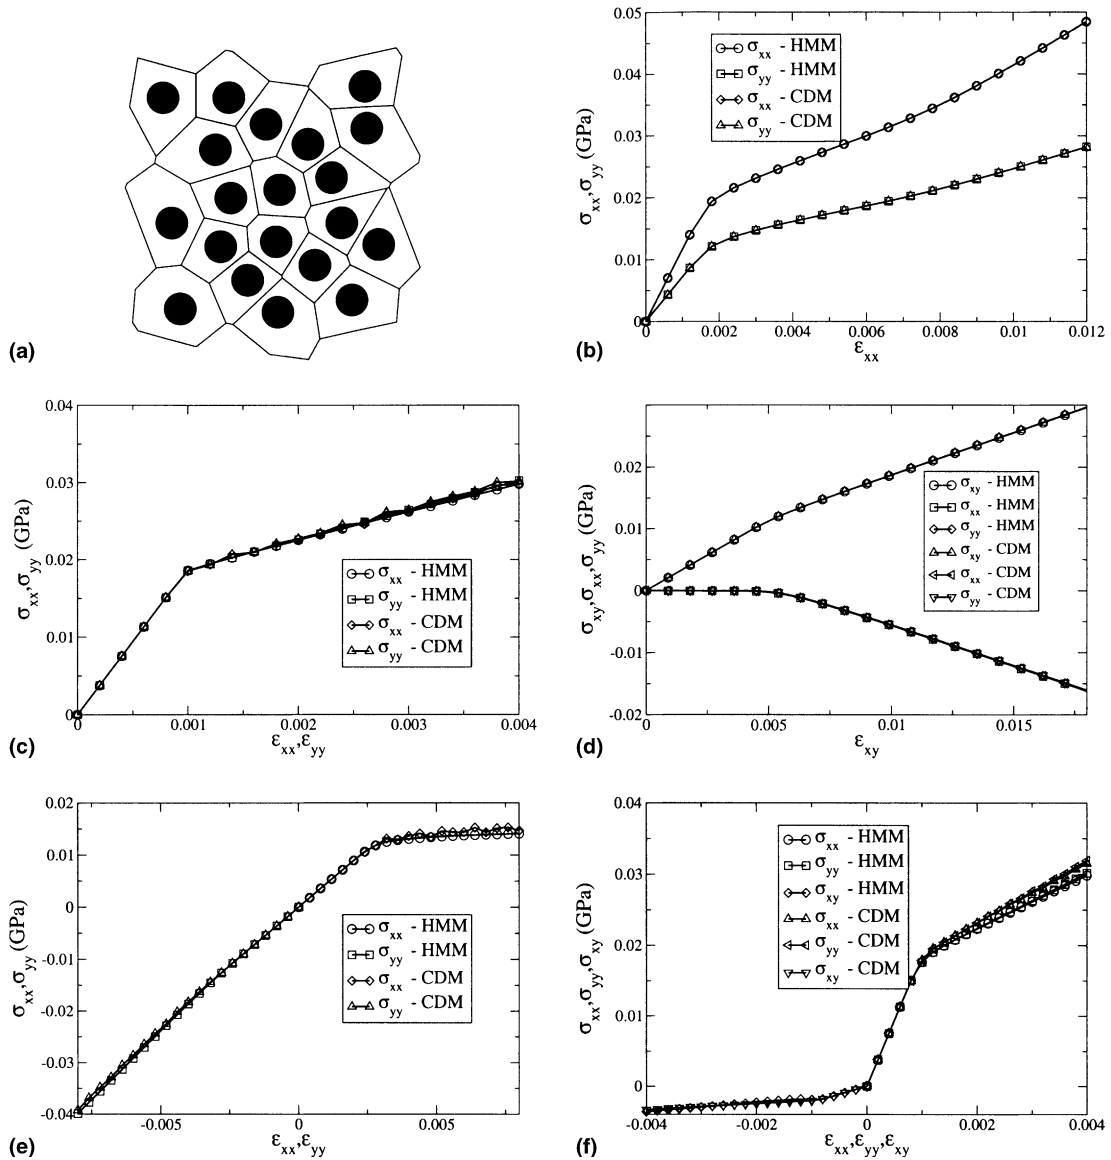 (a)
0.05
0.04
0.03
0.02
0.01
0
σxx - HMM
σyy - HMM
σxx - CDM
σyy - CDM
σxx,σyy (GPa)
0 0.002 0.004 0.006 0.008 0.01 0.012
εxx
(b)
0.04
0.03
0.02
0.01
0
σxx - HMM
σyy - HMM
σxx - CDM
σyy - CDM
σxx,σyy (GPa)
0 0.001 0.002 0.003 0.004
εxx,εyy
(c)
0.02
0.01
0
-0.01
-0.02
σxy - HMM
σxx - HMM
σyy - HMM
σxy - CDM
σxx - CDM
σyy - CDM
σxy,σxx,σyy (GPa)
0 0.005 0.01 0.015
εxy
(d)
0.02
0.01
0
-0.01
-0.02
-0.03
-0.04
σxx - HMM
σyy - HMM
σxx - CDM
σyy - CDM
σxx,σyy (GPa)
-0.005 0 0.005
εxx,εyy
(e)
0.04
0.03
0.02
0.01
0
σxx - HMM
σyy - HMM
σxy - HMM
σxx - CDM
σyy - CDM
σxy - CDM
σxx,σyy,σxy (GPa)
-0.004 -0.002 0 0.002 0.004
εxx,εyy,εxy
(f)